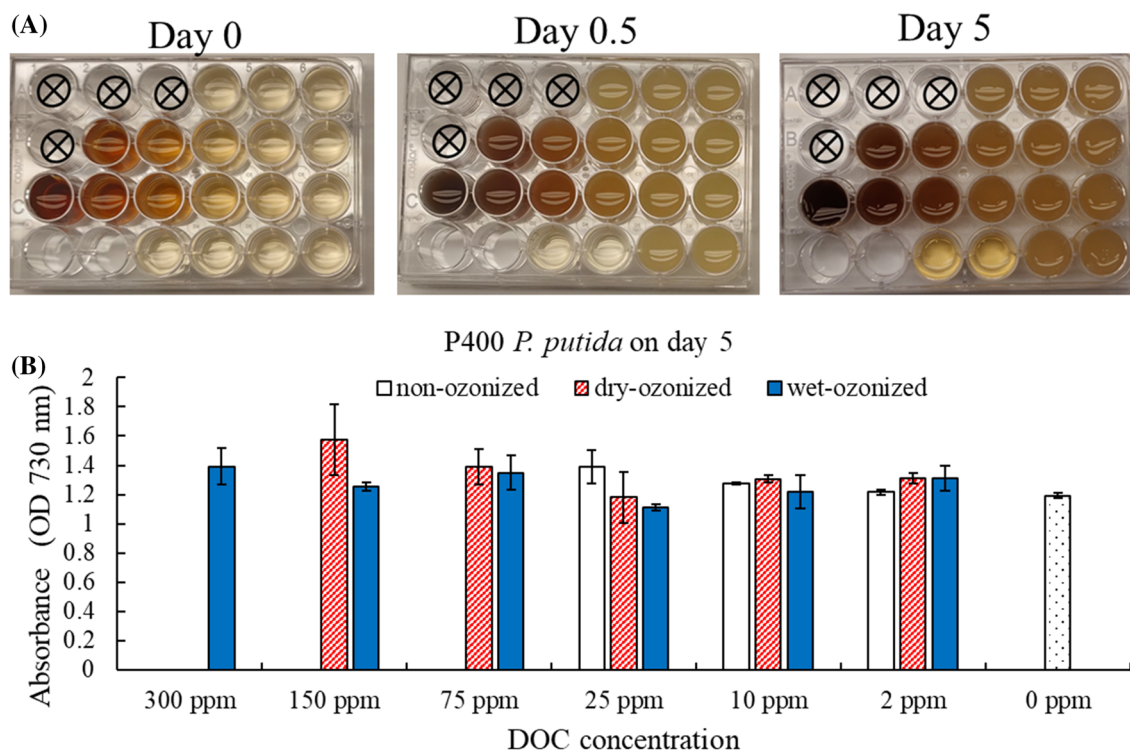 (A)
Day 0
Day 0.5
Day 5
P400 P. putida on day 5
(B)
non-ozonized
dry-ozonized
wet-ozonized
Absorbance (OD 730 nm)
2
1.8
1.6
1.4
1.2
1
0.8
0.6
0.4
0.2
0
300 ppm
150 ppm
75 ppm
25 ppm
10 ppm
2 ppm
0 ppm
DOC concentration